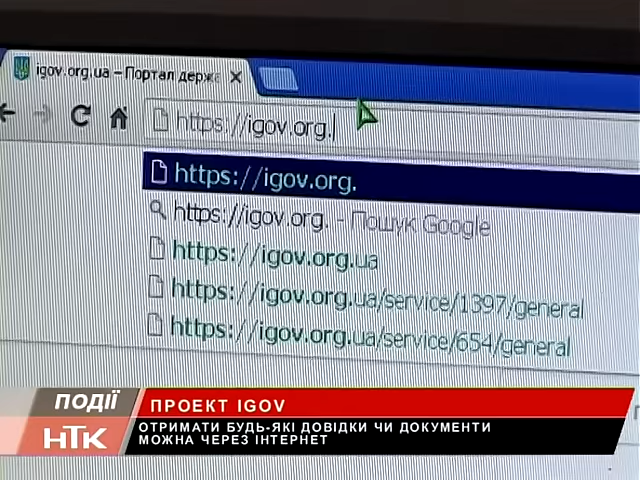 igov.org.ua – Портал держа
https://igov.org.
https://igov.org.
https://igov.org. - Пошук Google
https://igov.org.ua
https://igov.org.ua/service/1397/general
https://igov.org.ua/service/654/general
ПОДІЇ
НТК
ПРОЕКТ IGOV
ОТРИМАТИ БУДЬ-ЯКІ ДОВІДКИ ЧИ ДОКУМЕНТИ
МОЖНА ЧЕРЕЗ ІНТЕРНЕТ